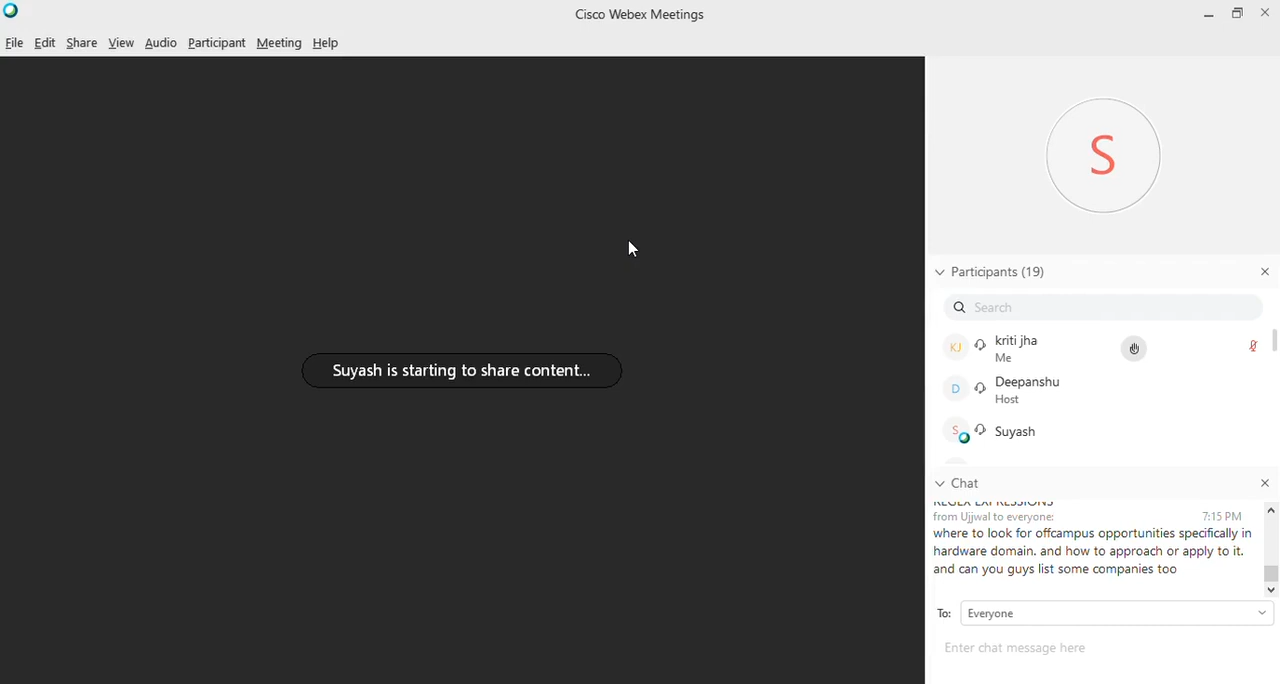 Cisco Webex Meetings
File Edit Share View Audio Participant Meeting Help
S
Suyash is starting to share content...
Participants (19)
Search
KJ kriti jha
Me
D Deepanshu
Host
S Suyash
Chat
REGEX EXPRESSIONS
from Ujjwal to everyone: 7:15 PM
where to look for offcampus opportunities specifically in
hardware domain. and how to approach or apply to it.
and can you guys list some companies too
To: Everyone
Enter chat message here